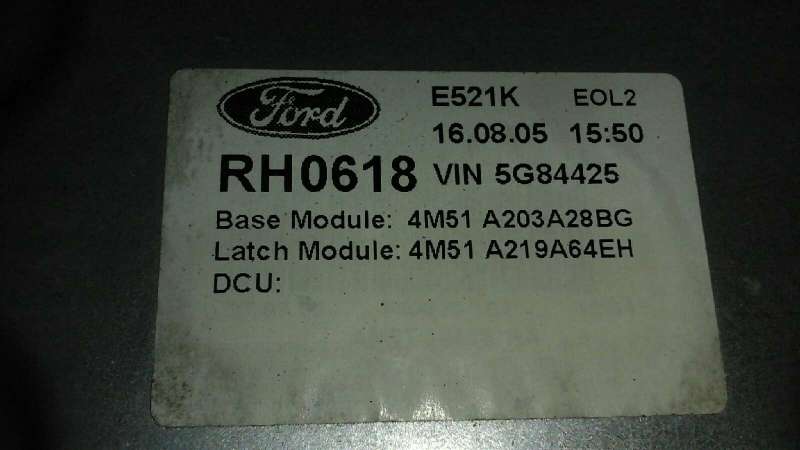 Ford E521K EOL2
16.08.05 15:50
RH0618 VIN 5G84425
Base Module: 4M51 A203A28BG
Latch Module: 4M51 A219A64EH
DCU: